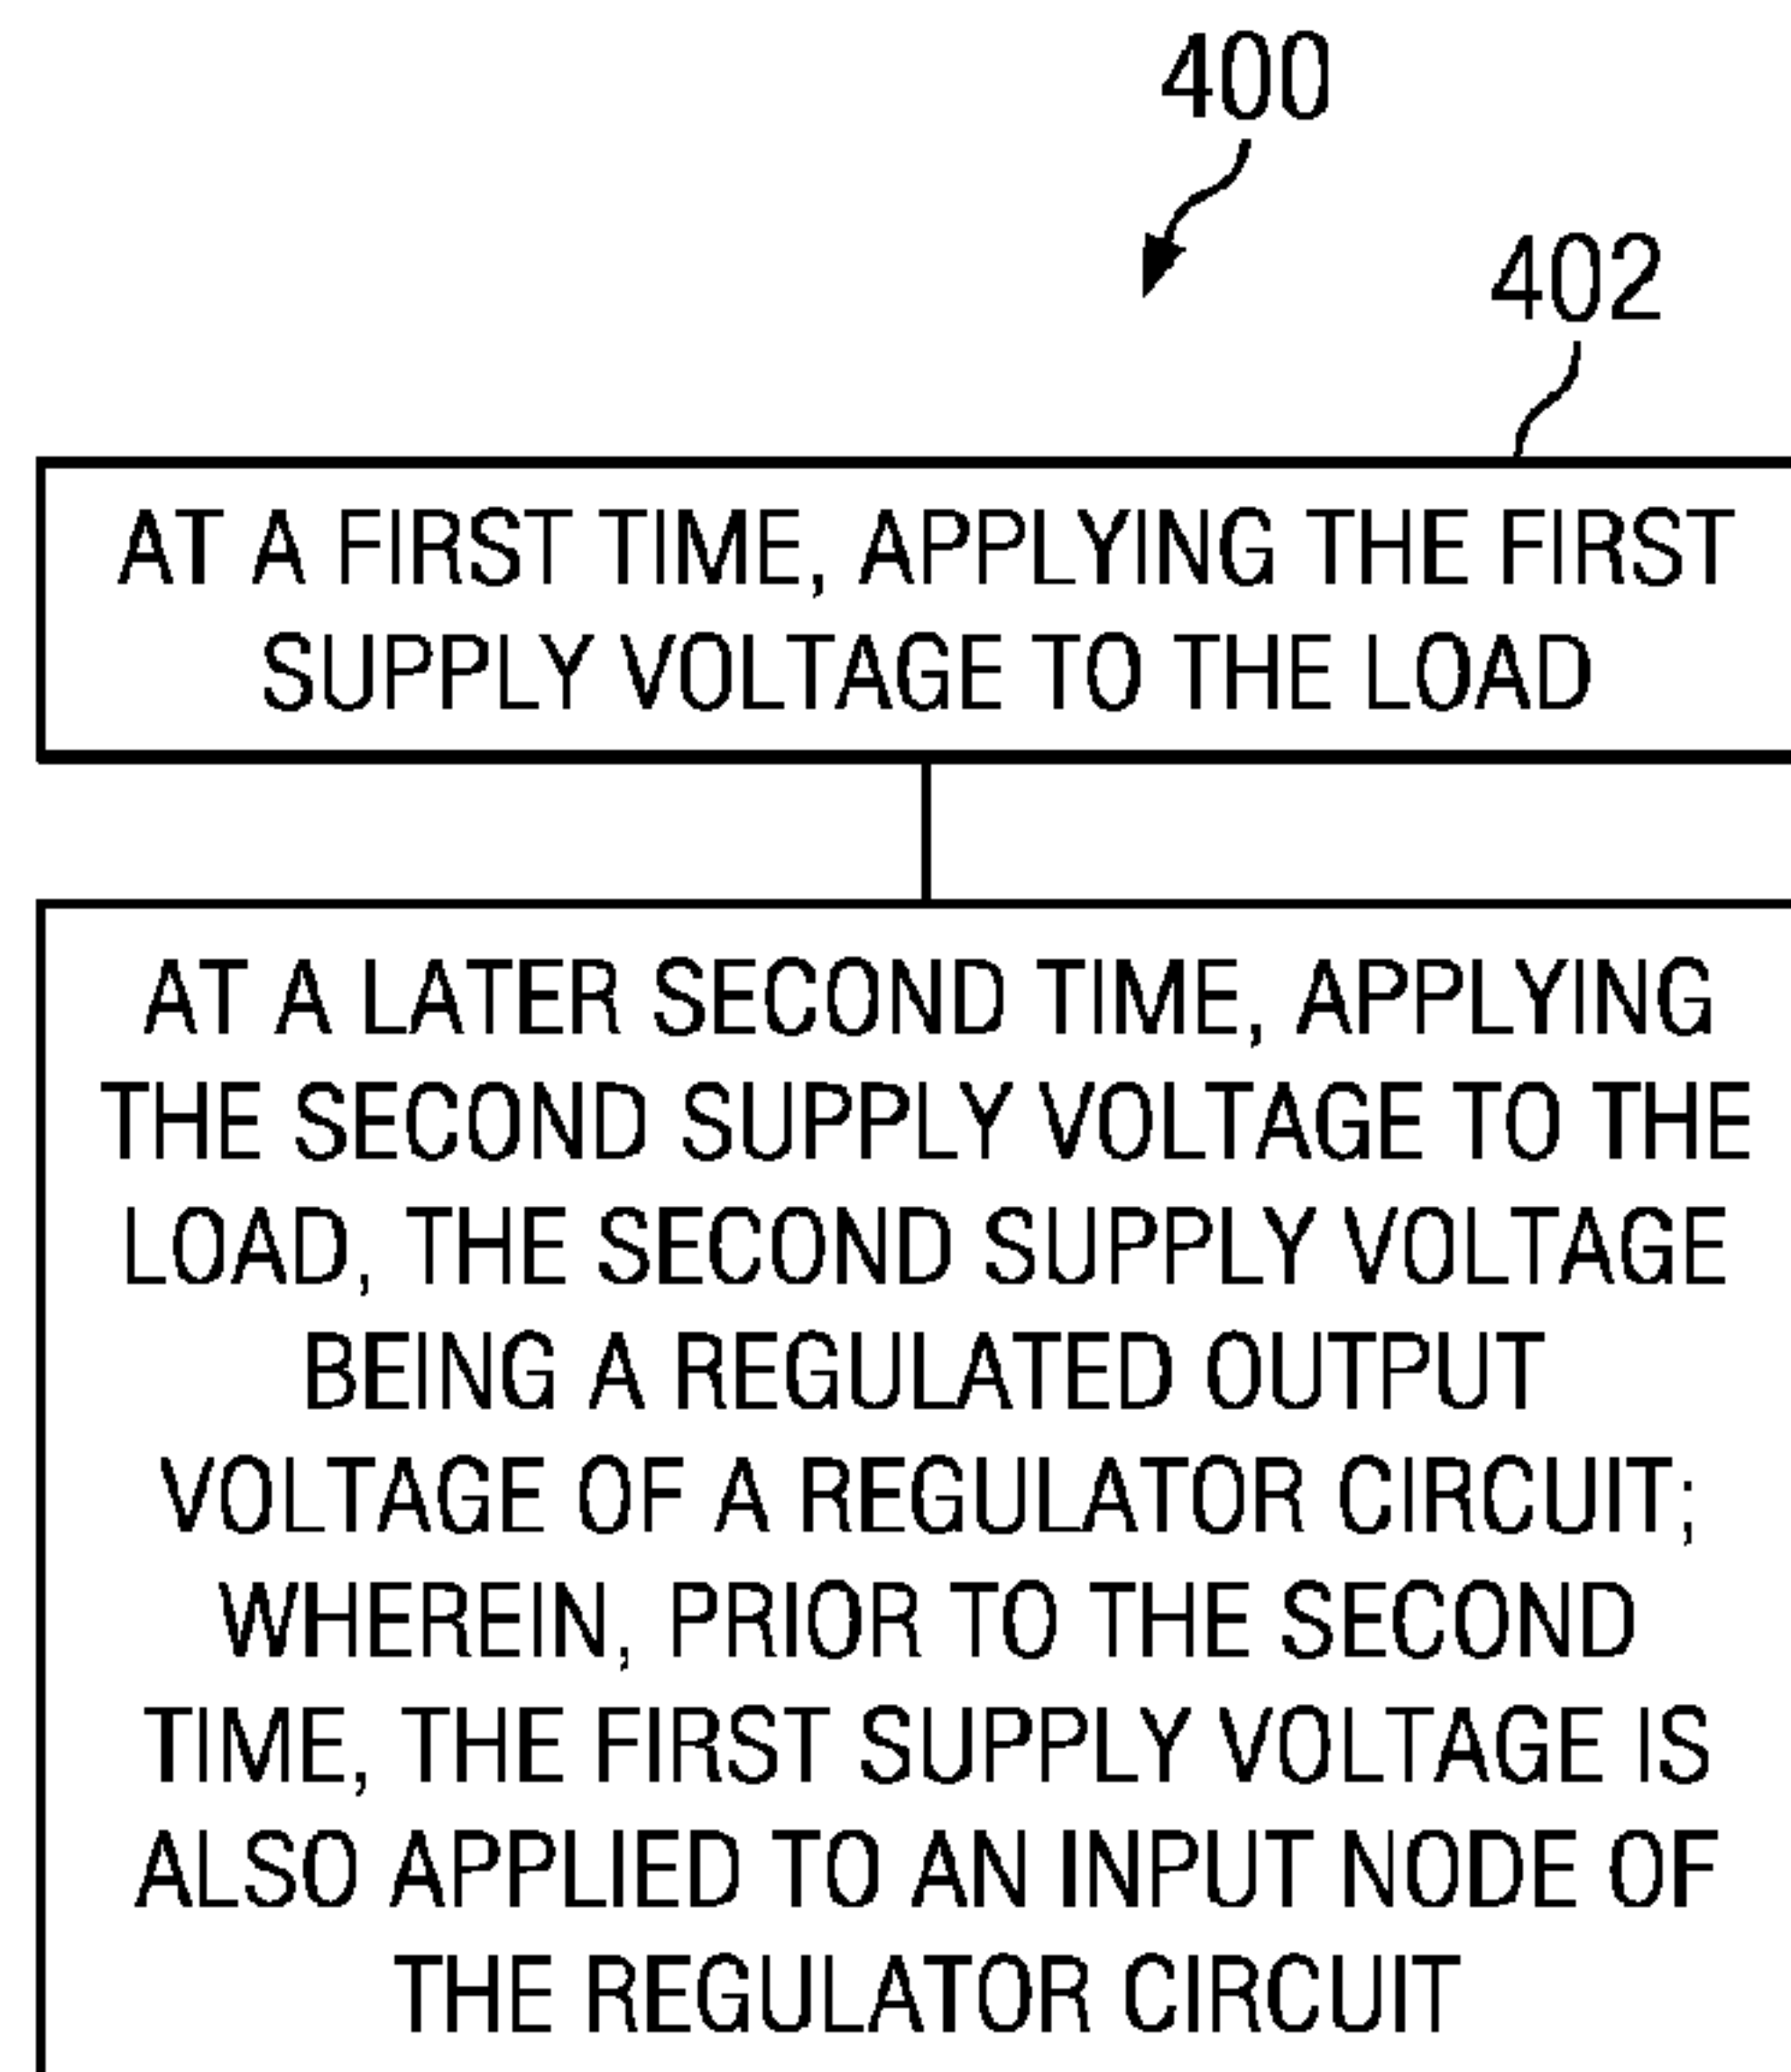 400
402
AT A FIRST TIME, APPLYING THE FIRST
SUPPLY VOLTAGE TO THE LOAD
AT A LATER SECOND TIME, APPLYING
THE SECOND SUPPLY VOLTAGE TO THE
LOAD, THE SECOND SUPPLY VOLTAGE
BEING A REGULATED OUTPUT
VOLTAGE OF A REGULATOR CIRCUIT;
WHEREIN, PRIOR TO THE SECOND
TIME, THE FIRST SUPPLY VOLTAGE IS
ALSO APPLIED TO AN INPUT NODE OF
THE REGULATOR CIRCUIT